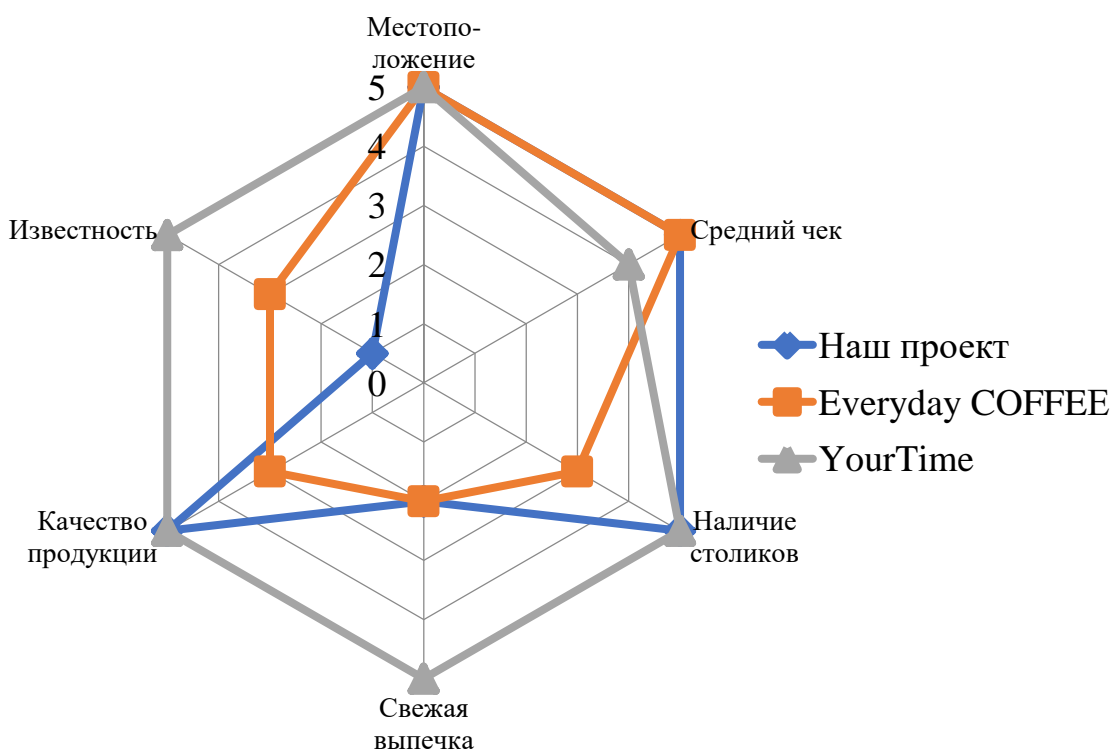 Местопо-
ложение
5
4
3
2
1
0
Известность
Средний чек
Наш проект
Everyday COFFEE
YourTime
Качество
продукции
Наличие
столиков
Свежая
выпечка